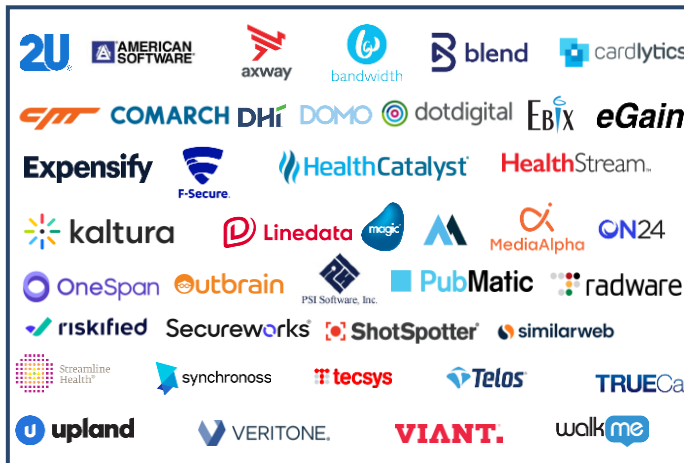 2U AMERICAN SOFTWARE axway bandwidth blend cardlytics
CMT COMARCH DHi DOMO dotdigital EBIX eGain
Expensify F-Secure. HealthCatalyst HealthStream
kaltura Linedata magic MediaAlpha ON24
OneSpan Outbrain PSI Software, Inc. PubMatic radware
riskified Secureworks ShotSpotter similarweb
Streamline Health® synchronoss tecsys Telos TRUECa
u upland VERITONE® VIANT. walkme